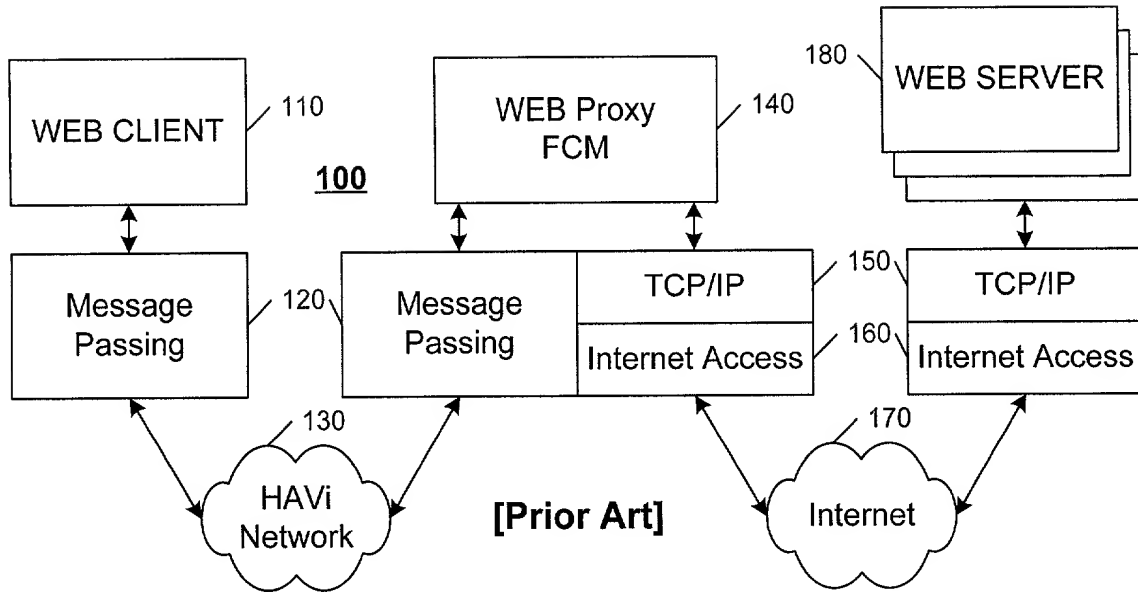 180
WEB SERVER
WEB CLIENT
110
WEB Proxy
FCM
140
100
Message
Passing
120
Message
Passing
TCP/IP
Internet Access
150
160
TCP/IP
Internet Access
130
HAVi
Network
[Prior Art]
170
Internet